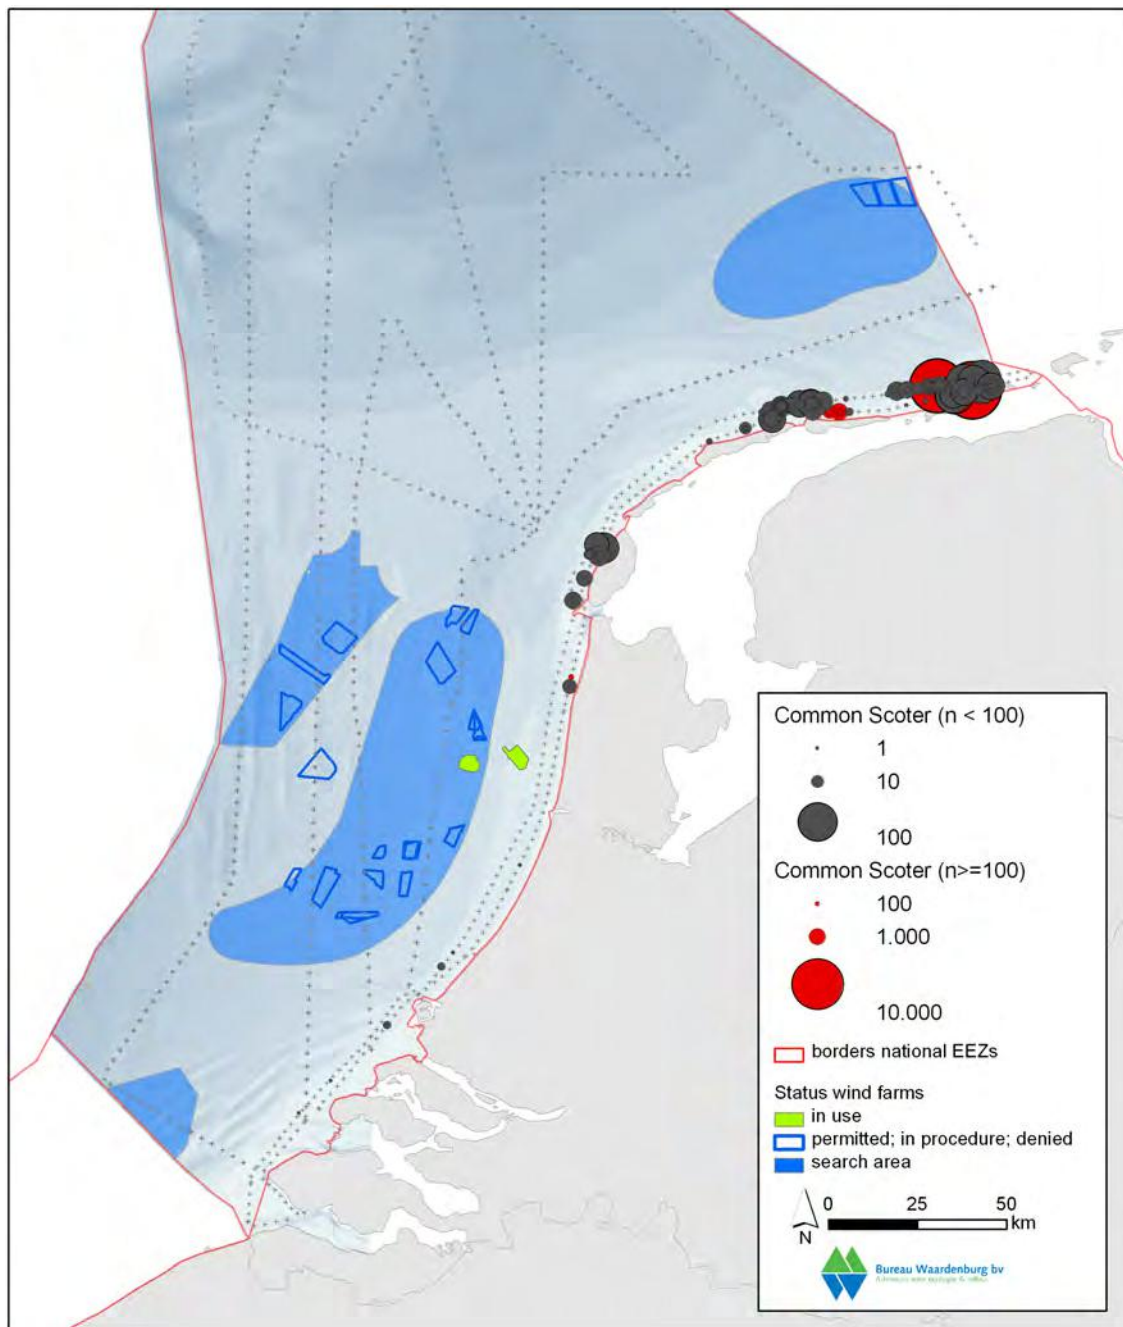 Common Scoter (n < 100)
1
10
100
Common Scoter (n>=100)
100
1.000
10.000
borders national EEZs
Status wind farms
in use
permitted; in procedure; denied
search area
0 25 50
km
N
Bureau Waardenburg bv